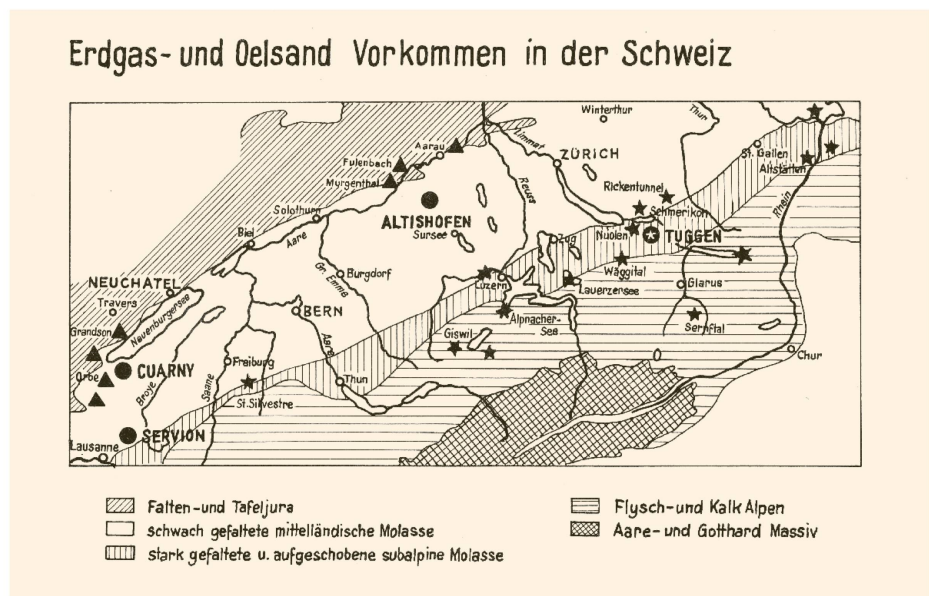 Erdgas- und Oelsand Vorkommen in der Schweiz
Winterthur
Thur
Limmat
Aarau
ZÜRICH
St. Gallen
Fulenbach
Altstätten
Murgenthal
Reuss
Rickentunnel
Rhein
Solothurn
ALTISHOFEN
Schmerikon
Biel
Aare
Sursee
Zug
Nuolen
TUGGEN
NEUCHATEL
Gr. Emme
Burgdorf
Luzern
Wäggital
Lauerzersee
Glarus
Travers
Neuenburgersee
BERN
Alpnacher-
See
Grandson
Aare
Giswil
Sernftal
CUARNY
Freiburg
Chur
Orbe
Broye
Saane
Thun
St. Silvestre
SERVION
Lausanne
Falten- und Tafeljura
schwach gefaltete mittelländische Molasse
stark gefaltete u. aufgeschobene subalpine Molasse
Flysch- und Kalk Alpen
Aare- und Gotthard Massiv